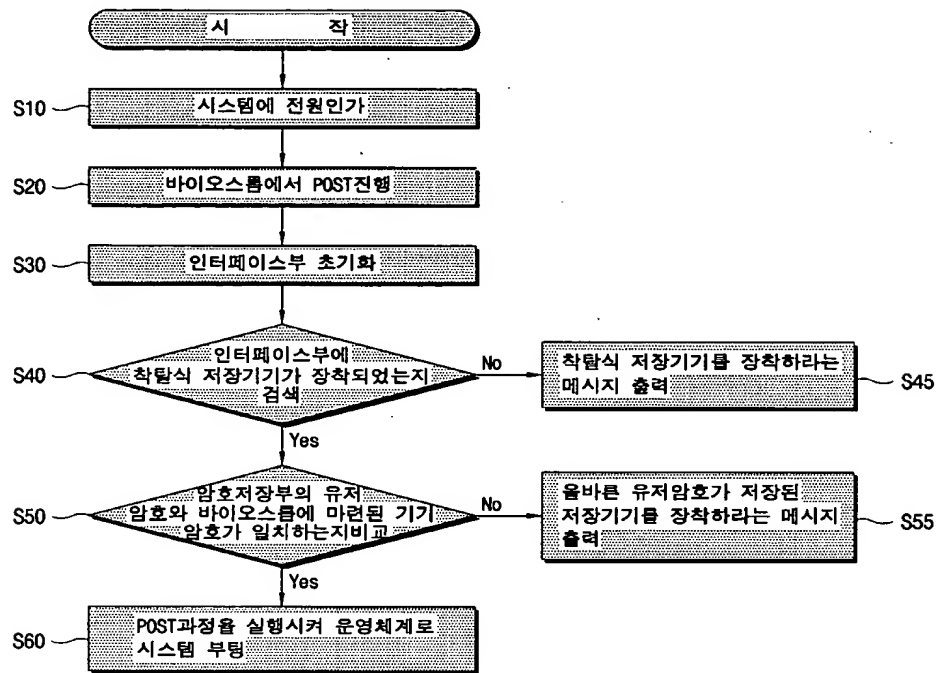 시 작
S10
시스템에 전원인가
S20
바이오스롬에서 POST진행
S30
인터페이스부 초기화
S40
인터페이스부에
착탈식 저장기기가 장착되었는지
검색
No
착탈식 저장기기를 장착하라는
메시지 출력
S45
Yes
S50
암호저장부의 유저
암호와 바이오스롬에 마련된 기기
암호가 일치하는지비교
No
올바른 유저암호가 저장된
저장기기를 장착하라는 메시지
출력
S55
Yes
S60
POST과정을 실행시켜 운영체계로
시스템 부팅